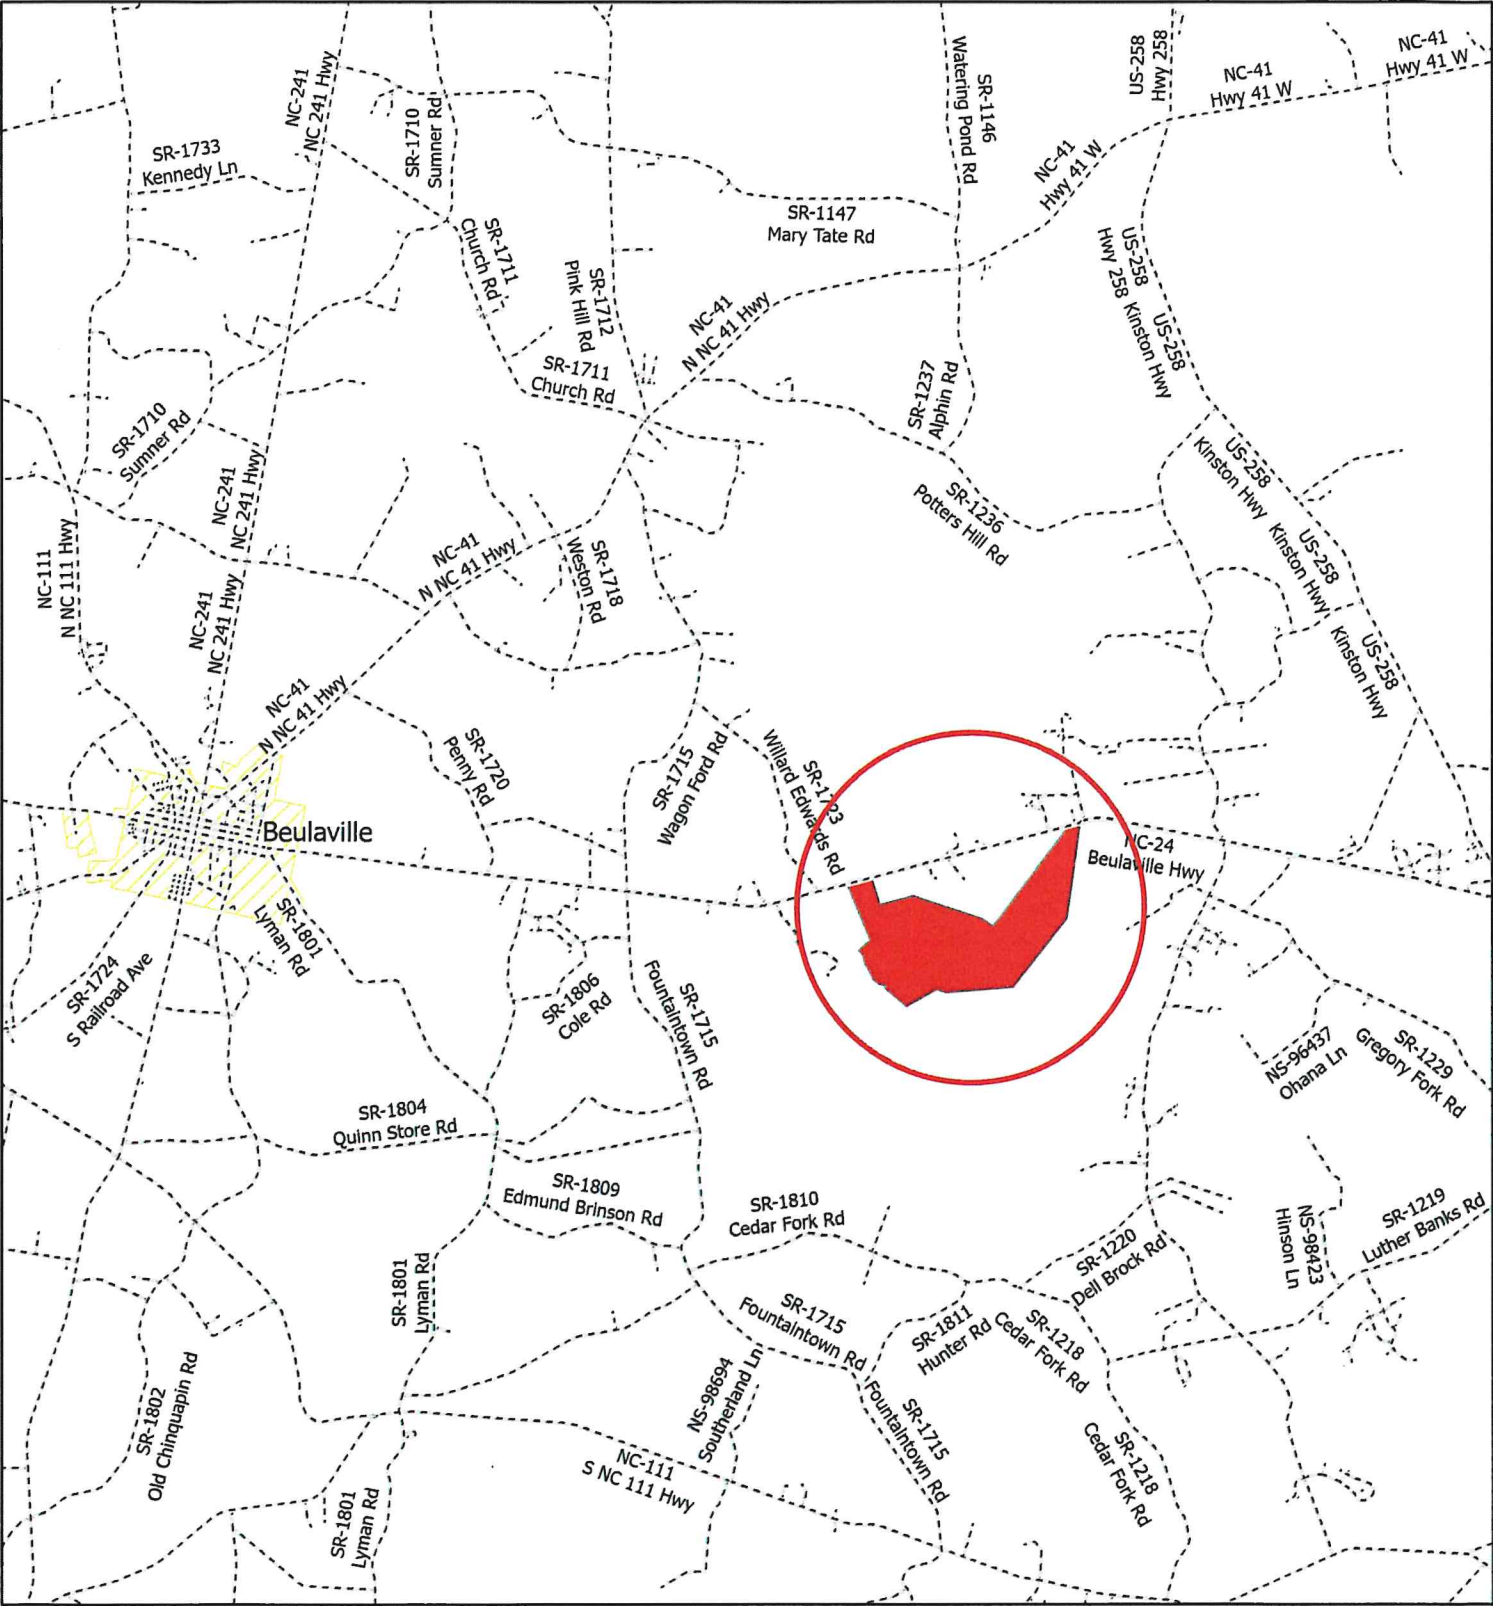 NC-41
Hwy 41 W
NC-41
Hwy 41 W
US-258
Hwy 258
SR-1146
Watering Pond Rd
NC-241
NC 241 Hwy
SR-1710
Sumner Rd
SR-1733
Kennedy Ln
NC-41
Hwy 41 W
SR-1147
Mary Tate Rd
SR-1711
Church Rd
SR-1712
Pink Hill Rd
US-258
Hwy 258
US-258
Kinston Hwy
NC-41
N NC 41 Hwy
SR-1711
Church Rd
SR-1237
Alphin Rd
SR-1710
Sumner Rd
US-258
Kinston Hwy
NC-241
NC 241 Hwy
SR-1236
Potters Hill Rd
US-258
Kinston Hwy
NC-111
N NC 111 Hwy
NC-41
N NC 41 Hwy
SR-1718
Weston Rd
NC-241
NC 241 Hwy
US-258
Kinston Hwy
NC-41
N NC 41 Hwy
SR-1720
Penny Rd
SR-1715
Wagon Ford Rd
SR-1723
Willard Edwards Rd
Beulaville
NC-24
Beulaville Hwy
SR-1801
Lyman Rd
SR-1724
S Railroad Ave
SR-1806
Cole Rd
SR-1715
Fountaintown Rd
NS-96437
Ohana Ln
SR-1229
Gregory Fork Rd
SR-1804
Quinn Store Rd
SR-1809
Edmund Brinson Rd
SR-1810
Cedar Fork Rd
SR-1220
Dell Brock Rd
NS-98423
Hinson Ln
SR-1219
Luther Banks Rd
SR-1801
Lyman Rd
SR-1715
Fountaintown Rd
SR-1811
Hunter Rd
SR-1218
Cedar Fork Rd
SR-1802
Old Chinquapin Rd
NS-98694
Southerland Ln
SR-1715
Fountaintown Rd
SR-1218
Cedar Fork Rd
NC-111
S NC 111 Hwy
SR-1801
Lyman Rd